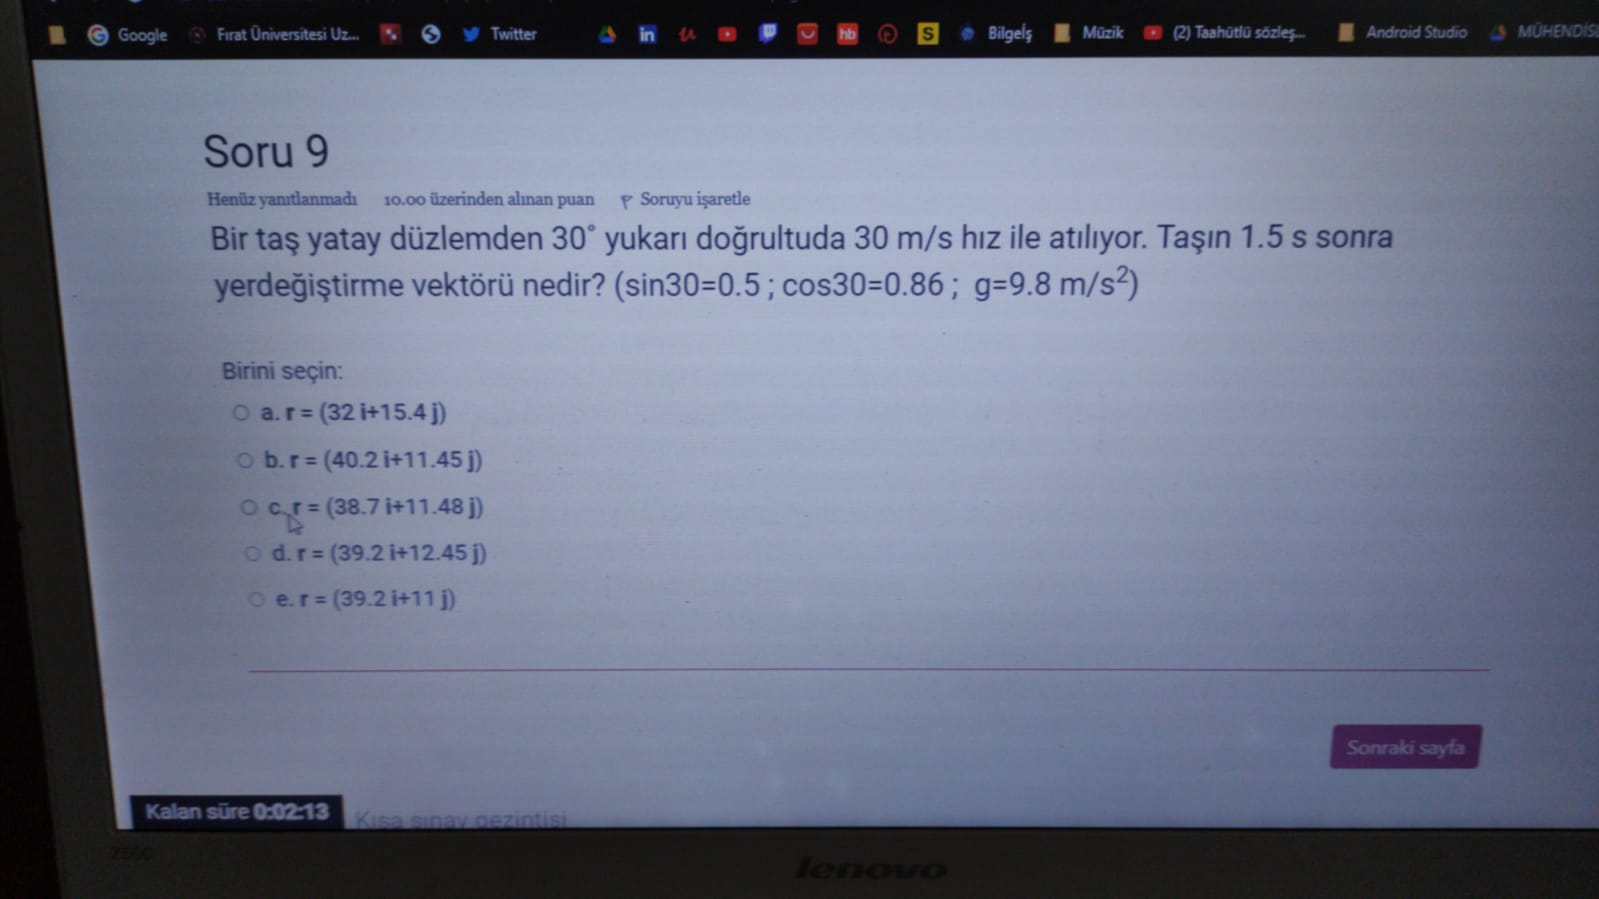 Google Fırat Üniversitesi Uz... Twitter in hb S Bilgeİş Müzik (2) Taahütlü sözleş... Android Studio MÜHENDİSL
Soru 9
Henüz yanıtlanmadı 10.00 üzerinden alınan puan Soruyu işaretle
Bir taş yatay düzlemden 30° yukarı doğrultuda 30 m/s hız ile atılıyor. Taşın 1.5 s sonra
yerdeğiştirme vektörü nedir? (sin30=0.5 ; cos30=0.86 ; g=9.8 m/s²)
Birini seçin:
a. r = (32 i+15.4 j)
b. r = (40.2 i+11.45 j)
c. r = (38.7 i+11.48 j)
d. r = (39.2 i+12.45 j)
e. r = (39.2 i+11 j)
Sonraki sayfa
Kalan süre 0:02:13
Kısa sınav gezintisi
lenovo